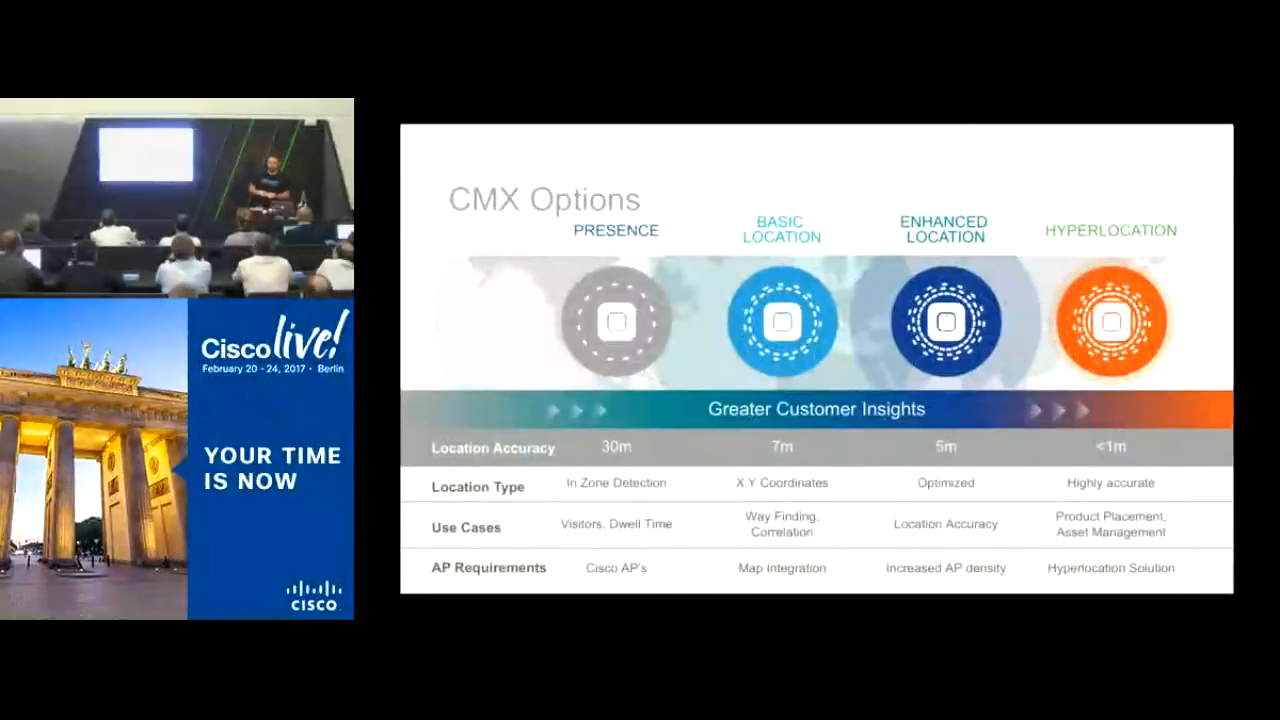 Cisco live!
February 20 - 24, 2017 · Berlin
YOUR TIME
IS NOW
CISCO
CMX Options
PRESENCE
BASIC
LOCATION
ENHANCED
LOCATION
HYPERLOCATION
Greater Customer Insights
Location Accuracy 30m 7m 5m <1m
Location Type In Zone Detection X,Y Coordinates Optimized Highly accurate
Use Cases Visitors, Dwell Time Way Finding, Correlation Location Accuracy Product Placement, Asset Management
AP Requirements Cisco AP's Map integration Increased AP density Hyperlocation Solution